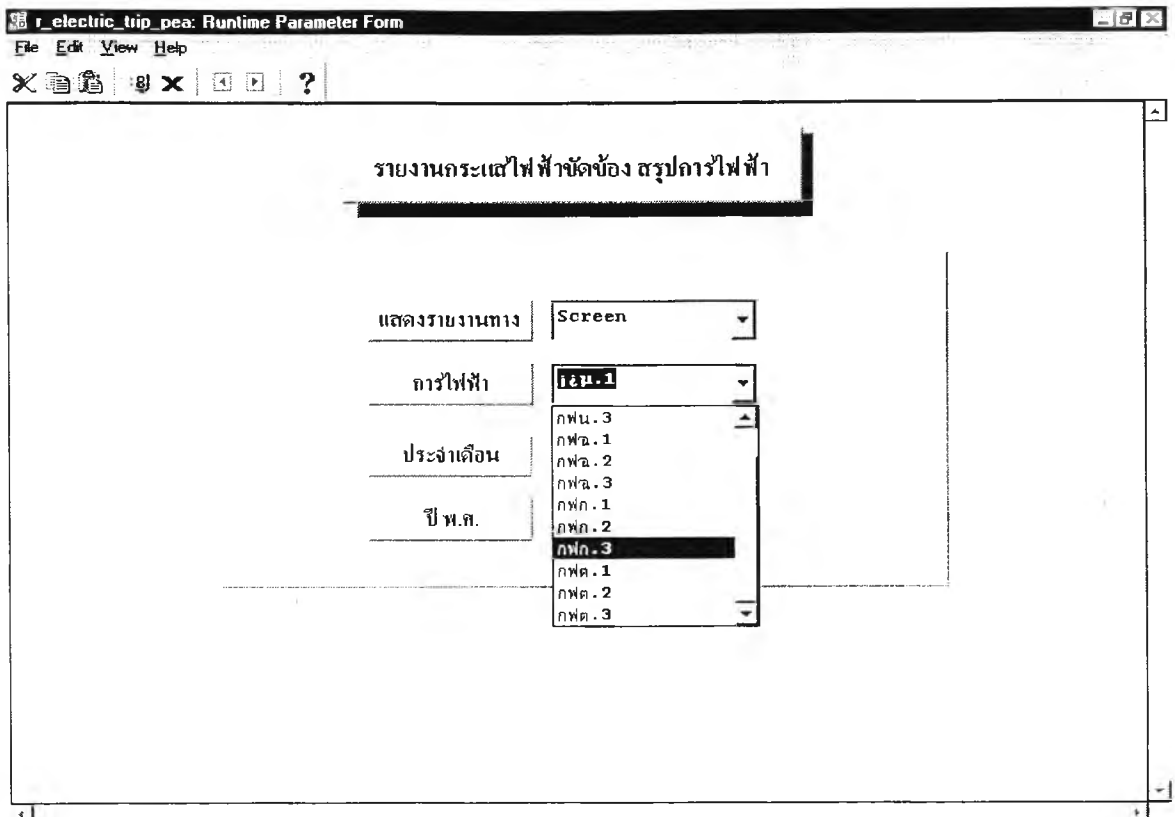 r_electric_trip_pea: Runtime Parameter Form
File Edit View Help
รายงานกระแสไฟฟ้าขัดข้อง สรุปการไฟฟ้า
แสดงรายงานทาง Screen
การไฟฟ้า
กฟน.3
กฟฉ.1
ประจำเดือน
กฟฉ.2
กฟฉ.3
กฟก.1
ปี พ.ศ.
กฟก.2
กฟก.3
กฟต.1
กฟต.2
กฟต.3